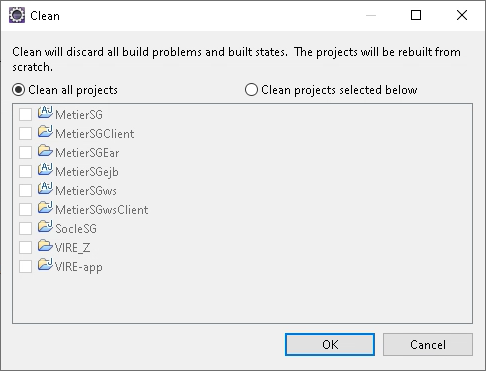 Clean
Clean will discard all build problems and built states.  The projects will be rebuilt from
scratch.
Clean all projects
Clean projects selected below
MetierSG
MetierSGClient
MetierSGEar
MetierSGejb
MetierSGws
MetierSGwsClient
SocleSG
VIRE_Z
VIRE-app
OK
Cancel